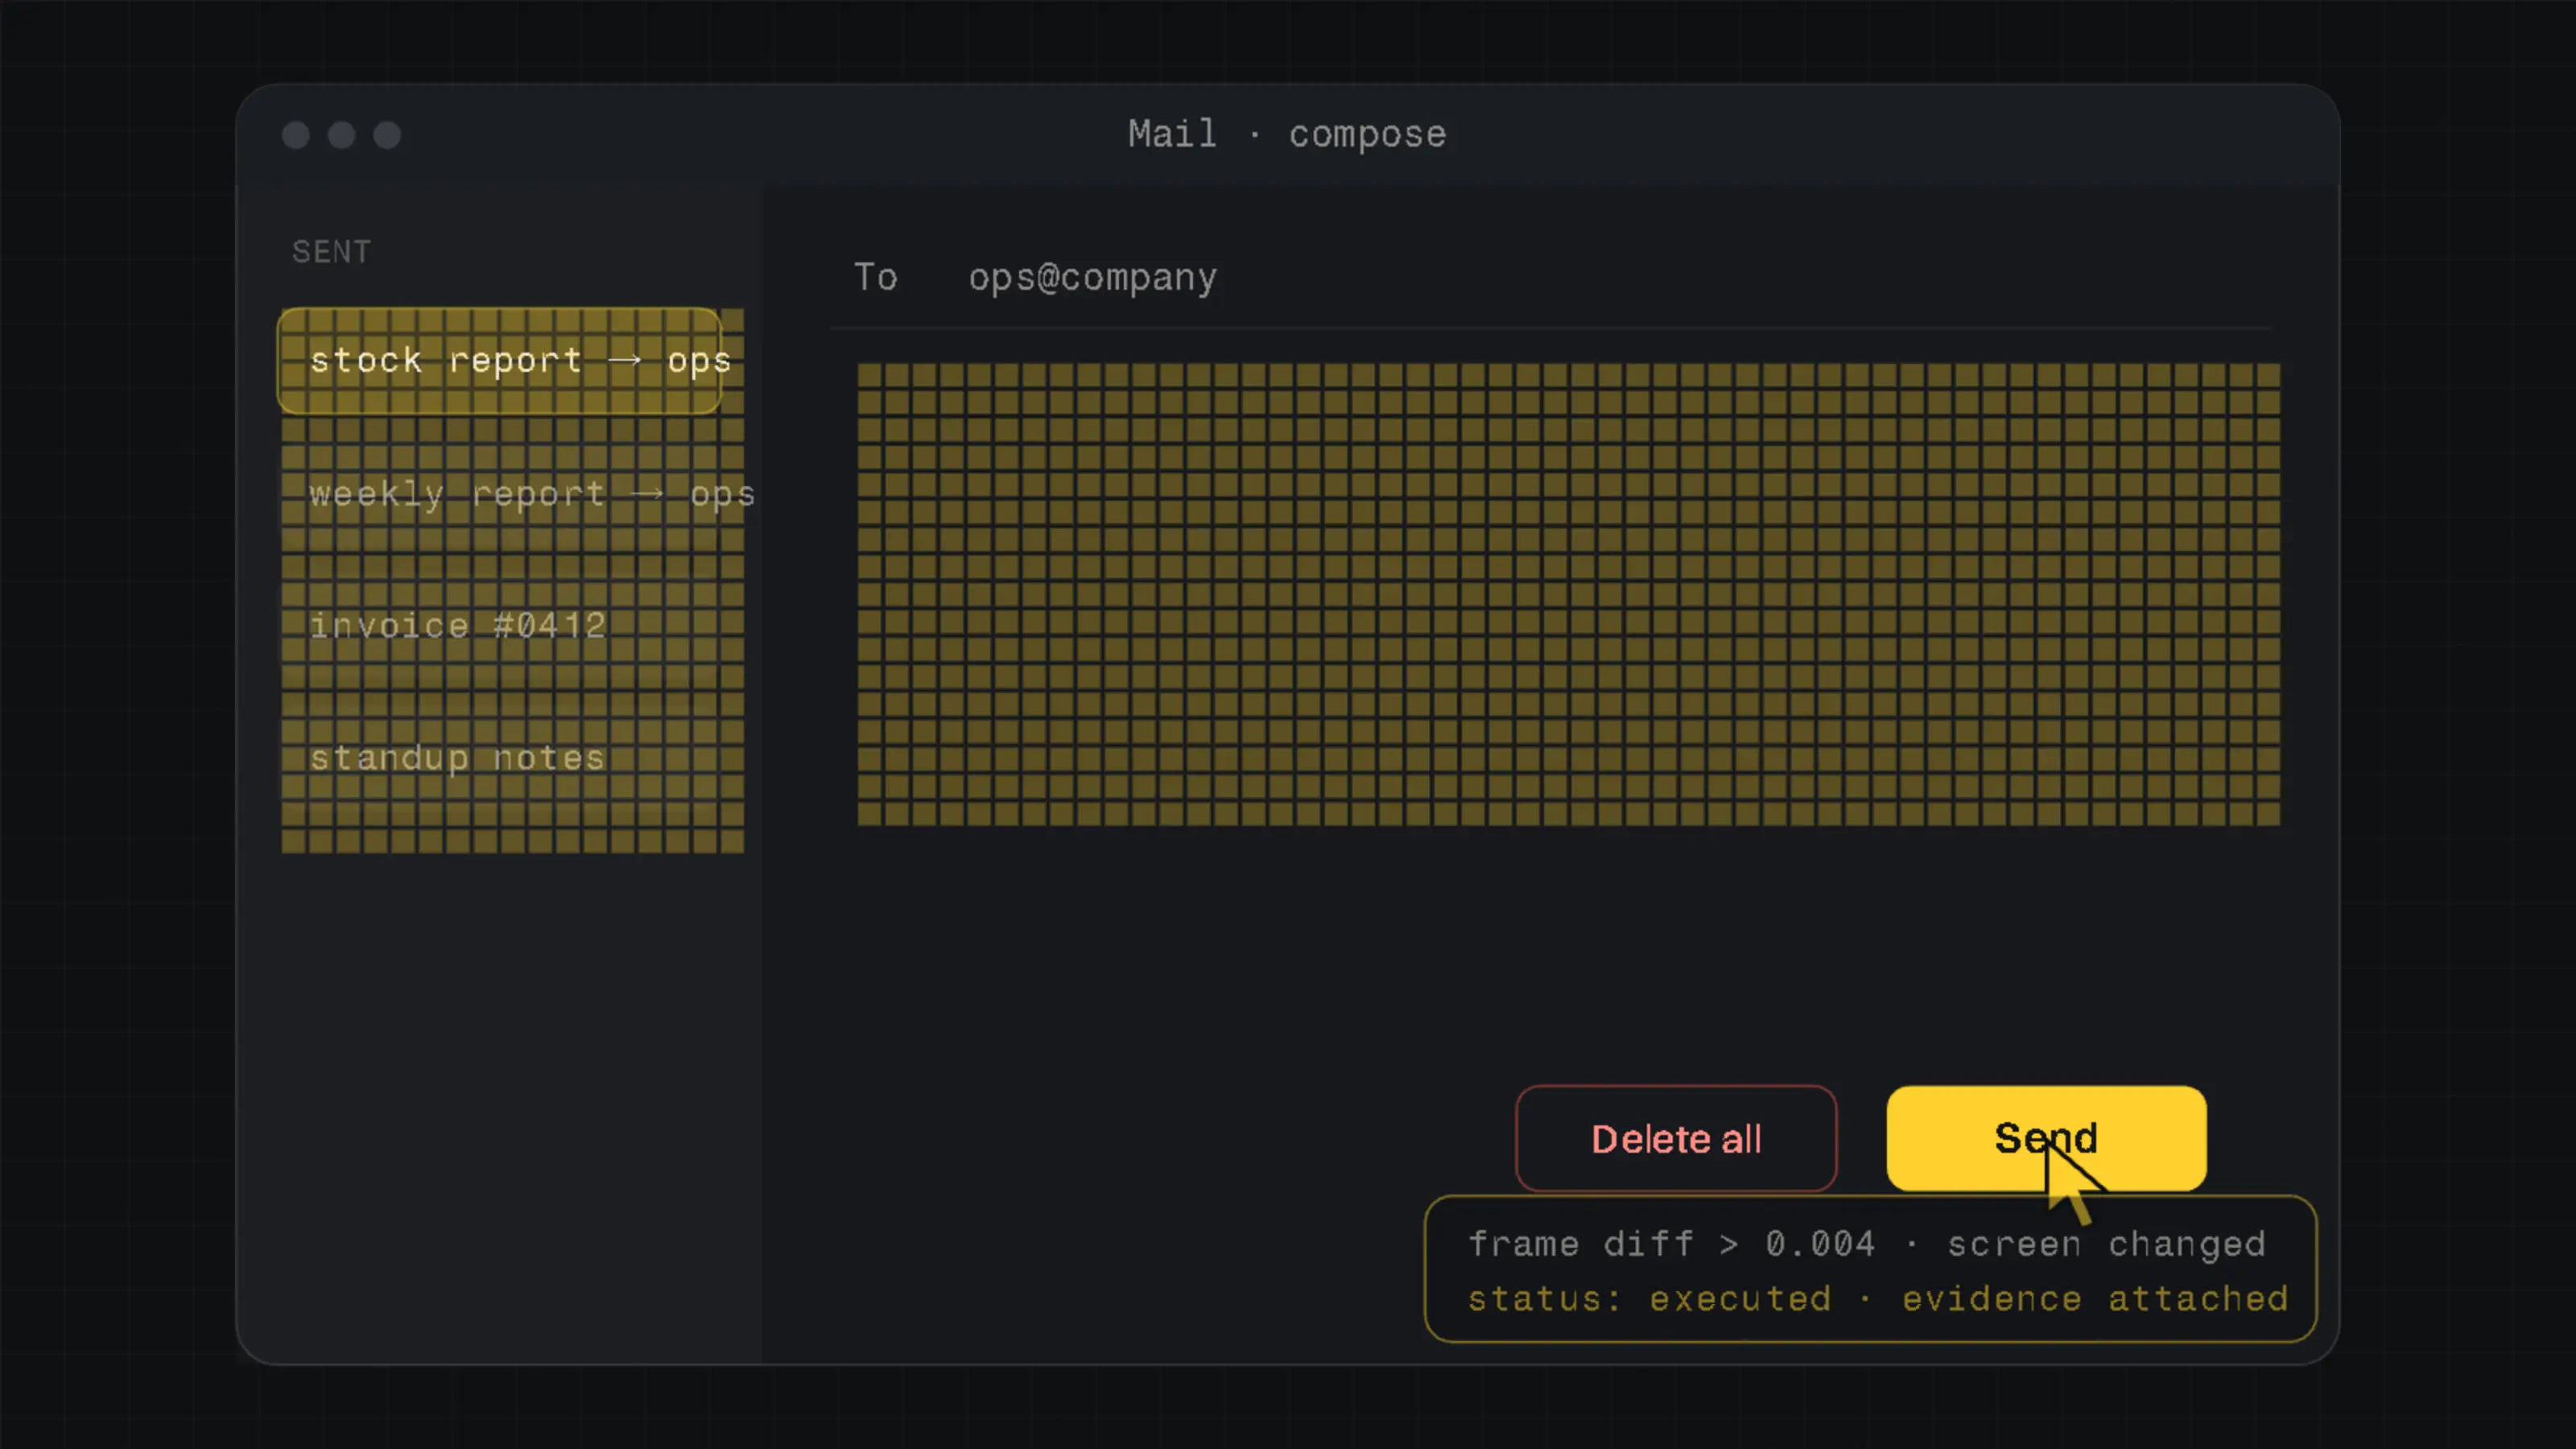 Mail · compose
SENT
stock report → ops
weekly report → ops
invoice #0412
standup notes
To ops@company
Delete all
Send
frame diff > 0.004 · screen changed
status: executed · evidence attached